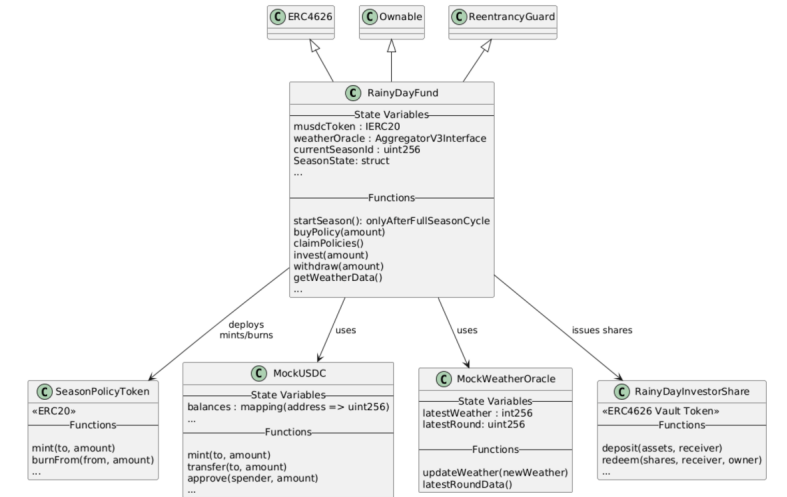 C ERC4626
C Ownable
C ReentrancyGuard
C RainyDayFund
State Variables
musdcToken : IERC20
weatherOracle : AggregatorV3Interface
currentSeasonId : uint256
SeasonState: struct
...
Functions
startSeason(): onlyAfterFullSeasonCycle
buyPolicy(amount)
claimPolicies()
invest(amount)
withdraw(amount)
getWeatherData()
...
deploys
mints/burns
uses
uses
issues shares
C SeasonPolicyToken
«ERC20»
Functions
mint(to, amount)
burnFrom(from, amount)
...
C MockUSDC
State Variables
balances : mapping(address => uint256)
...
Functions
mint(to, amount)
transfer(to, amount)
approve(spender, amount)
...
C MockWeatherOracle
State Variables
latestWeather : int256
latestRound: uint256
Functions
updateWeather(newWeather)
latestRoundData()
C RainyDayInvestorShare
«ERC4626 Vault Token»
Functions
deposit(assets, receiver)
redeem(shares, receiver, owner)
...